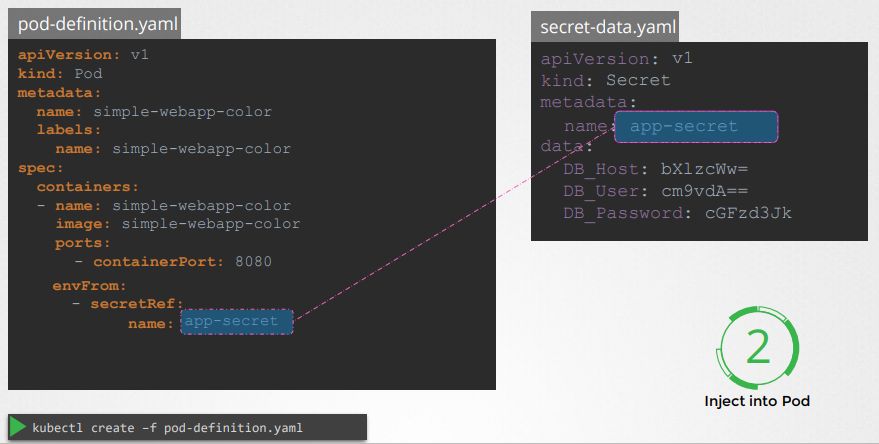 pod-definition.yaml
apiVersion: v1
kind: Pod
metadata:
  name: simple-webapp-color
  labels:
    name: simple-webapp-color
spec:
  containers:
  - name: simple-webapp-color
    image: simple-webapp-color
    ports:
      - containerPort: 8080
    envFrom:
      - secretRef:
            name: app-secret
kubectl create –f pod-definition.yaml
secret-data.yaml
apiVersion: v1
kind: Secret
metadata:
  name: app-secret
data:
  DB_Host: bXlzcWw=
  DB_User: cm9vdA==
  DB_Password: cGFzd3Jk
2
Inject into Pod